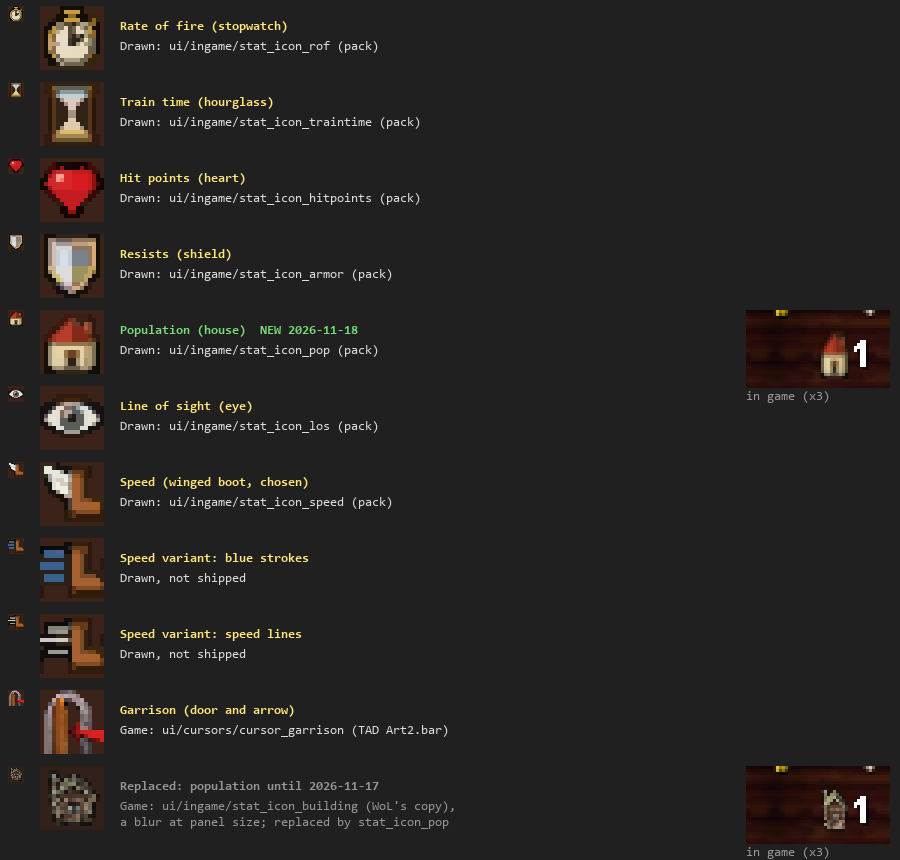 Rate of fire (stopwatch)
Drawn: ui/ingame/stat_icon_rof (pack)
Train time (hourglass)
Drawn: ui/ingame/stat_icon_traintime (pack)
Hit points (heart)
Drawn: ui/ingame/stat_icon_hitpoints (pack)
Resists (shield)
Drawn: ui/ingame/stat_icon_armor (pack)
Population (house)  NEW 2026-11-18
Drawn: ui/ingame/stat_icon_pop (pack)
1
in game (x3)
Line of sight (eye)
Drawn: ui/ingame/stat_icon_los (pack)
Speed (winged boot, chosen)
Drawn: ui/ingame/stat_icon_speed (pack)
Speed variant: blue strokes
Drawn, not shipped
Speed variant: speed lines
Drawn, not shipped
Garrison (door and arrow)
Game: ui/cursors/cursor_garrison (TAD Art2.bar)
Replaced: population until 2026-11-17
Game: ui/ingame/stat_icon_building (WoL's copy),
a blur at panel size; replaced by stat_icon_pop
1
in game (x3)